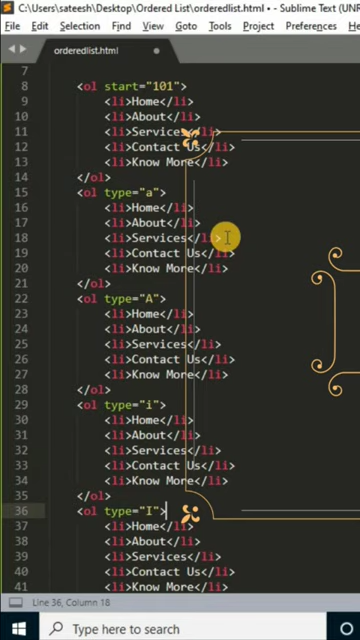 C:\Users\sateesh\Desktop\Ordered List\orderedlist.html • - Sublime Text (UNREGIST
File Edit Selection Find View Goto Tools Project Preferences Help
orderedlist.html
7
8 <ol start="101">
9 <li>Home</li>
10 <li>About</li>
11 <li>Services</li>
12 <li>Contact Us</li>
13 <li>Know More</li>
14 </ol>
15 <ol type="a">
16 <li>Home</li>
17 <li>About</li>
18 <li>Services</li>
19 <li>Contact Us</li>
20 <li>Know More</li>
21 </ol>
22 <ol type="A">
23 <li>Home</li>
24 <li>About</li>
25 <li>Services</li>
26 <li>Contact Us</li>
27 <li>Know More</li>
28 </ol>
29 <ol type="i">
30 <li>Home</li>
31 <li>About</li>
32 <li>Services</li>
33 <li>Contact Us</li>
34 <li>Know More</li>
35 </ol>
36 <ol type="I">
37 <li>Home</li>
38 <li>About</li>
39 <li>Services</li>
40 <li>Contact Us</li>
41 <li>Know More</li>
Line 36, Column 18
Type here to search